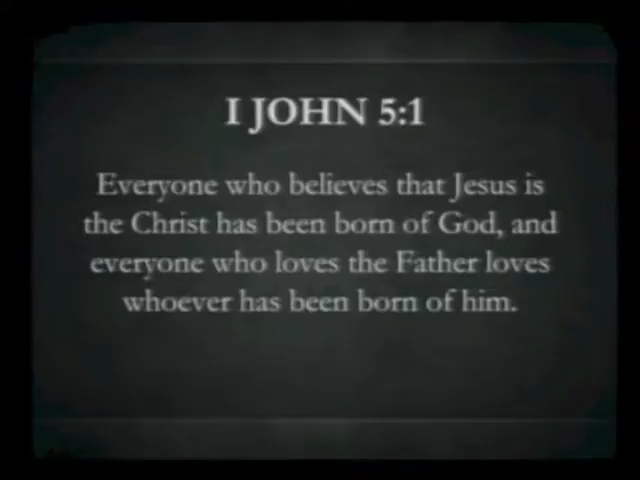 I JOHN 5:1
Everyone who believes that Jesus is
the Christ has been born of God, and
everyone who loves the Father loves
whoever has been born of him.